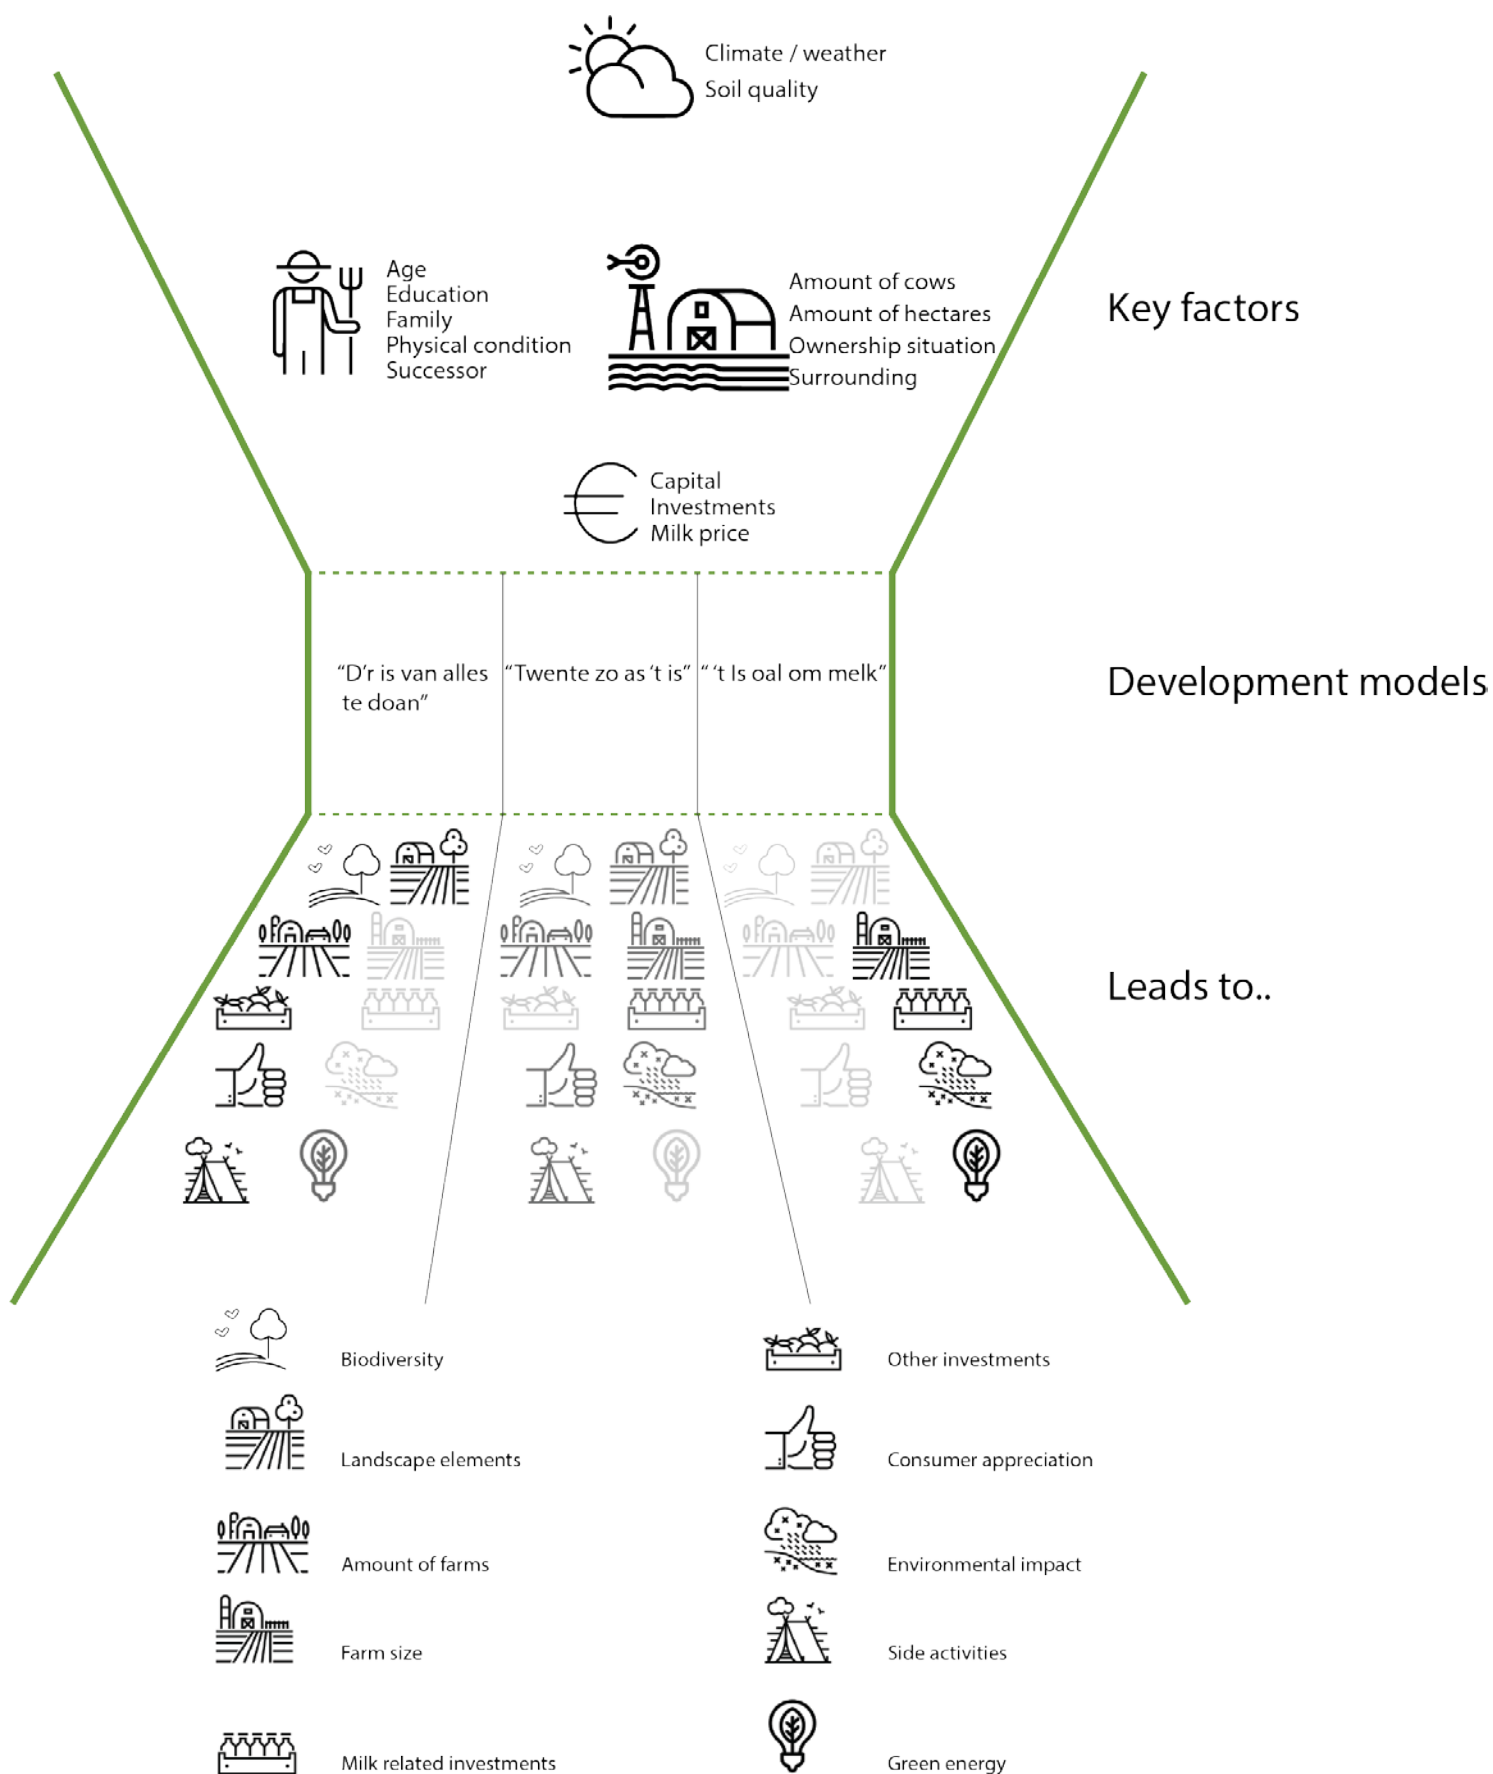 Climate / weather
Soil quality
Age
Education
Family
Physical condition
Successor
Amount of cows
Amount of hectares
Ownership situation
Surrounding
Key factors
Capital
Investments
Milk price
“D’r is van alles
te doan”
“Twente zo as ‘t is”
“ ‘t Is oal om melk”
Development models
Leads to..
Biodiversity
Other investments
Landscape elements
Consumer appreciation
Amount of farms
Environmental impact
Farm size
Side activities
Milk related investments
Green energy